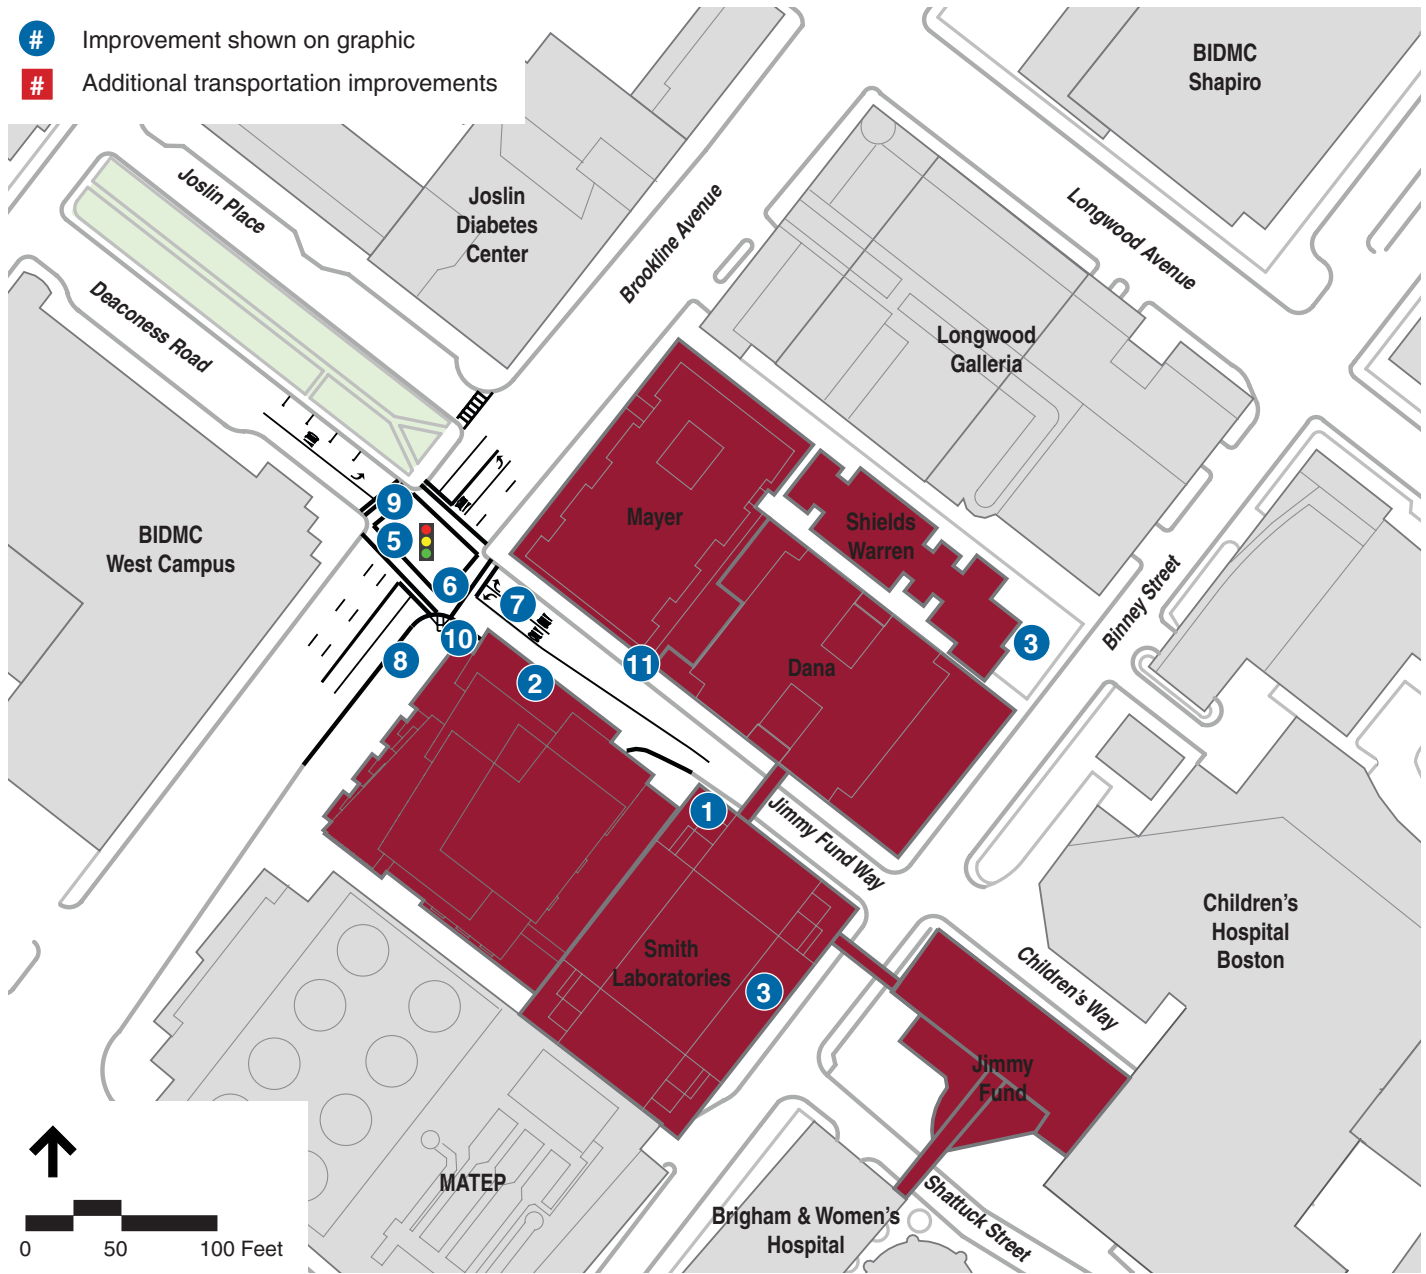 # Improvement shown on graphic
# Additional transportation improvements
BIDMC
Shapiro
Joslin Place
Joslin
Diabetes
Center
Brookline Avenue
Longwood Avenue
Deaconess Road
Longwood
Galleria
BIDMC
West Campus
9
5
6
7
10
8
2
11
Mayer
Shields
Warren
3
Binney Street
Dana
1
Jimmy Fund Way
Smith
Laboratories
3
Children's
Hospital
Boston
Children's Way
Jimmy
Fund
MATEP
Brigham & Women's
Hospital
Shattuck Street
0 50 100 Feet